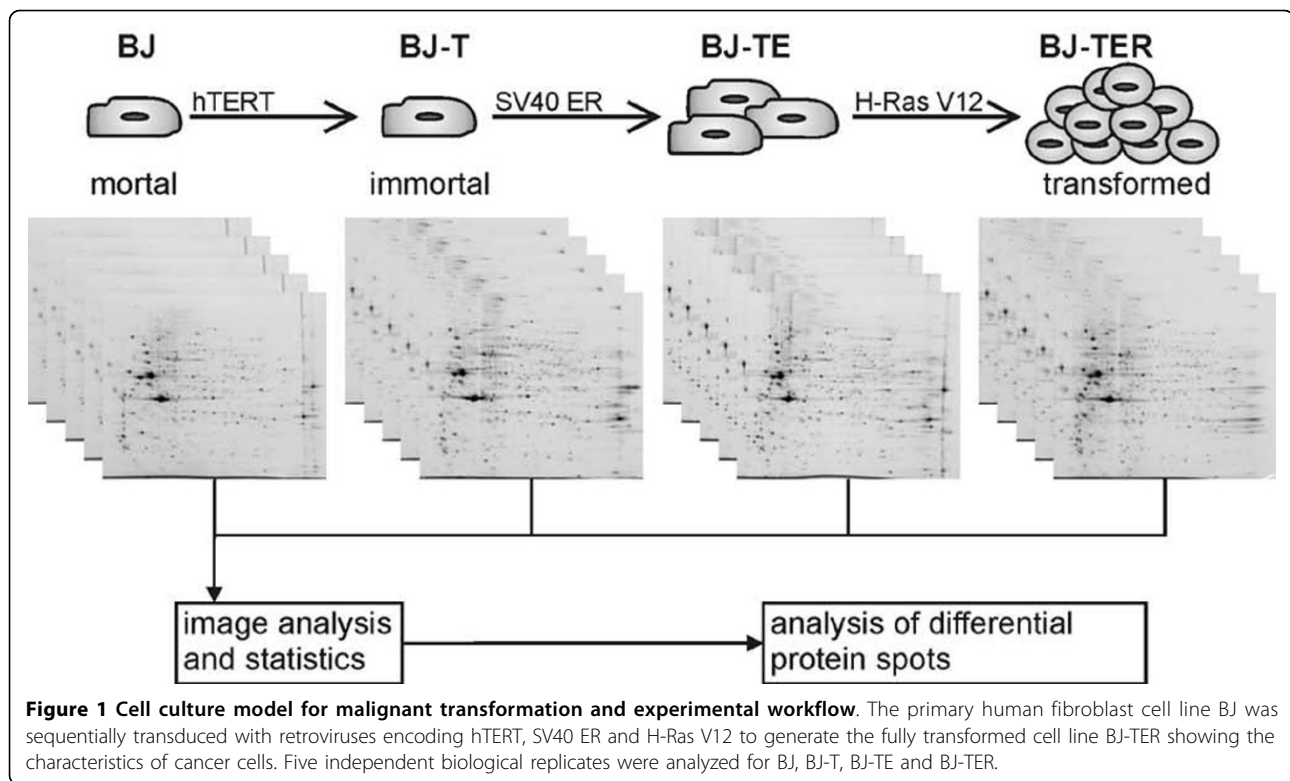 BJ BJ-T BJ-TE BJ-TER
hTERT SV40 ER H-Ras V12
mortal immortal transformed
image analysis
and statistics
analysis of differential
protein spots
Figure 1 Cell culture model for malignant transformation and experimental workflow. The primary human fibroblast cell line BJ was
sequentially transduced with retroviruses encoding hTERT, SV40 ER and H-Ras V12 to generate the fully transformed cell line BJ-TER showing the
characteristics of cancer cells. Five independent biological replicates were analyzed for BJ, BJ-T, BJ-TE and BJ-TER.